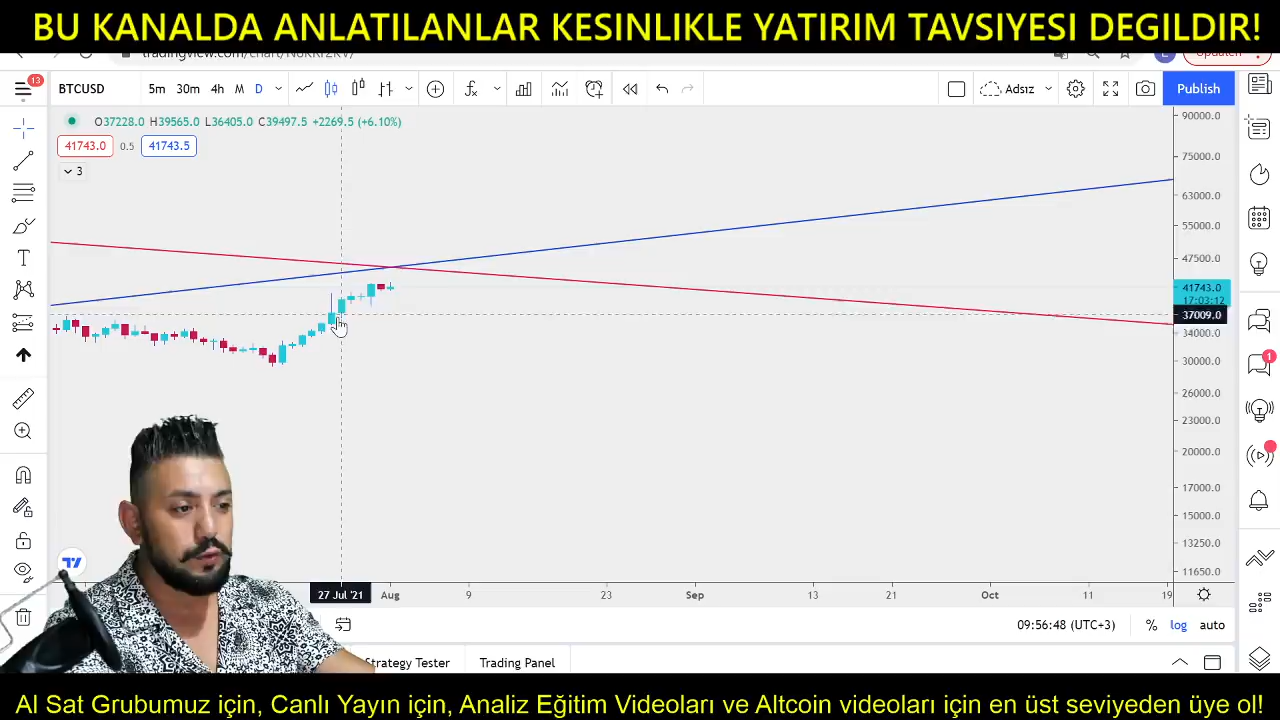 BU KANALDA ANLATILANLAR KESINLIKLE YATIRIM TAVSIYESI DEGILDIR!
13
BTCUSD 5m 30m 4h M D Adsız Publish
O37228.0 H39565.0 L36405.0 C39497.5 +2269.5 (+6.10%)
41743.0 0.5 41743.5
3
90000.0
75000.0
63000.0
55000.0
47500.0
41743.0
17:03:12
37009.0
34000.0
30000.0
26000.0
23000.0
20000.0
17000.0
15000.0
13250.0
11650.0
1
27 Jul '21 Aug 9 23 Sep 13 21 Oct 11 19
09:56:48 (UTC+3) % log auto
Strategy Tester Trading Panel
Al Sat Grubumuz için, Canlı Yayın için, Analiz Eğitim Videoları ve Altcoin videoları için en üst seviyeden üye ol!